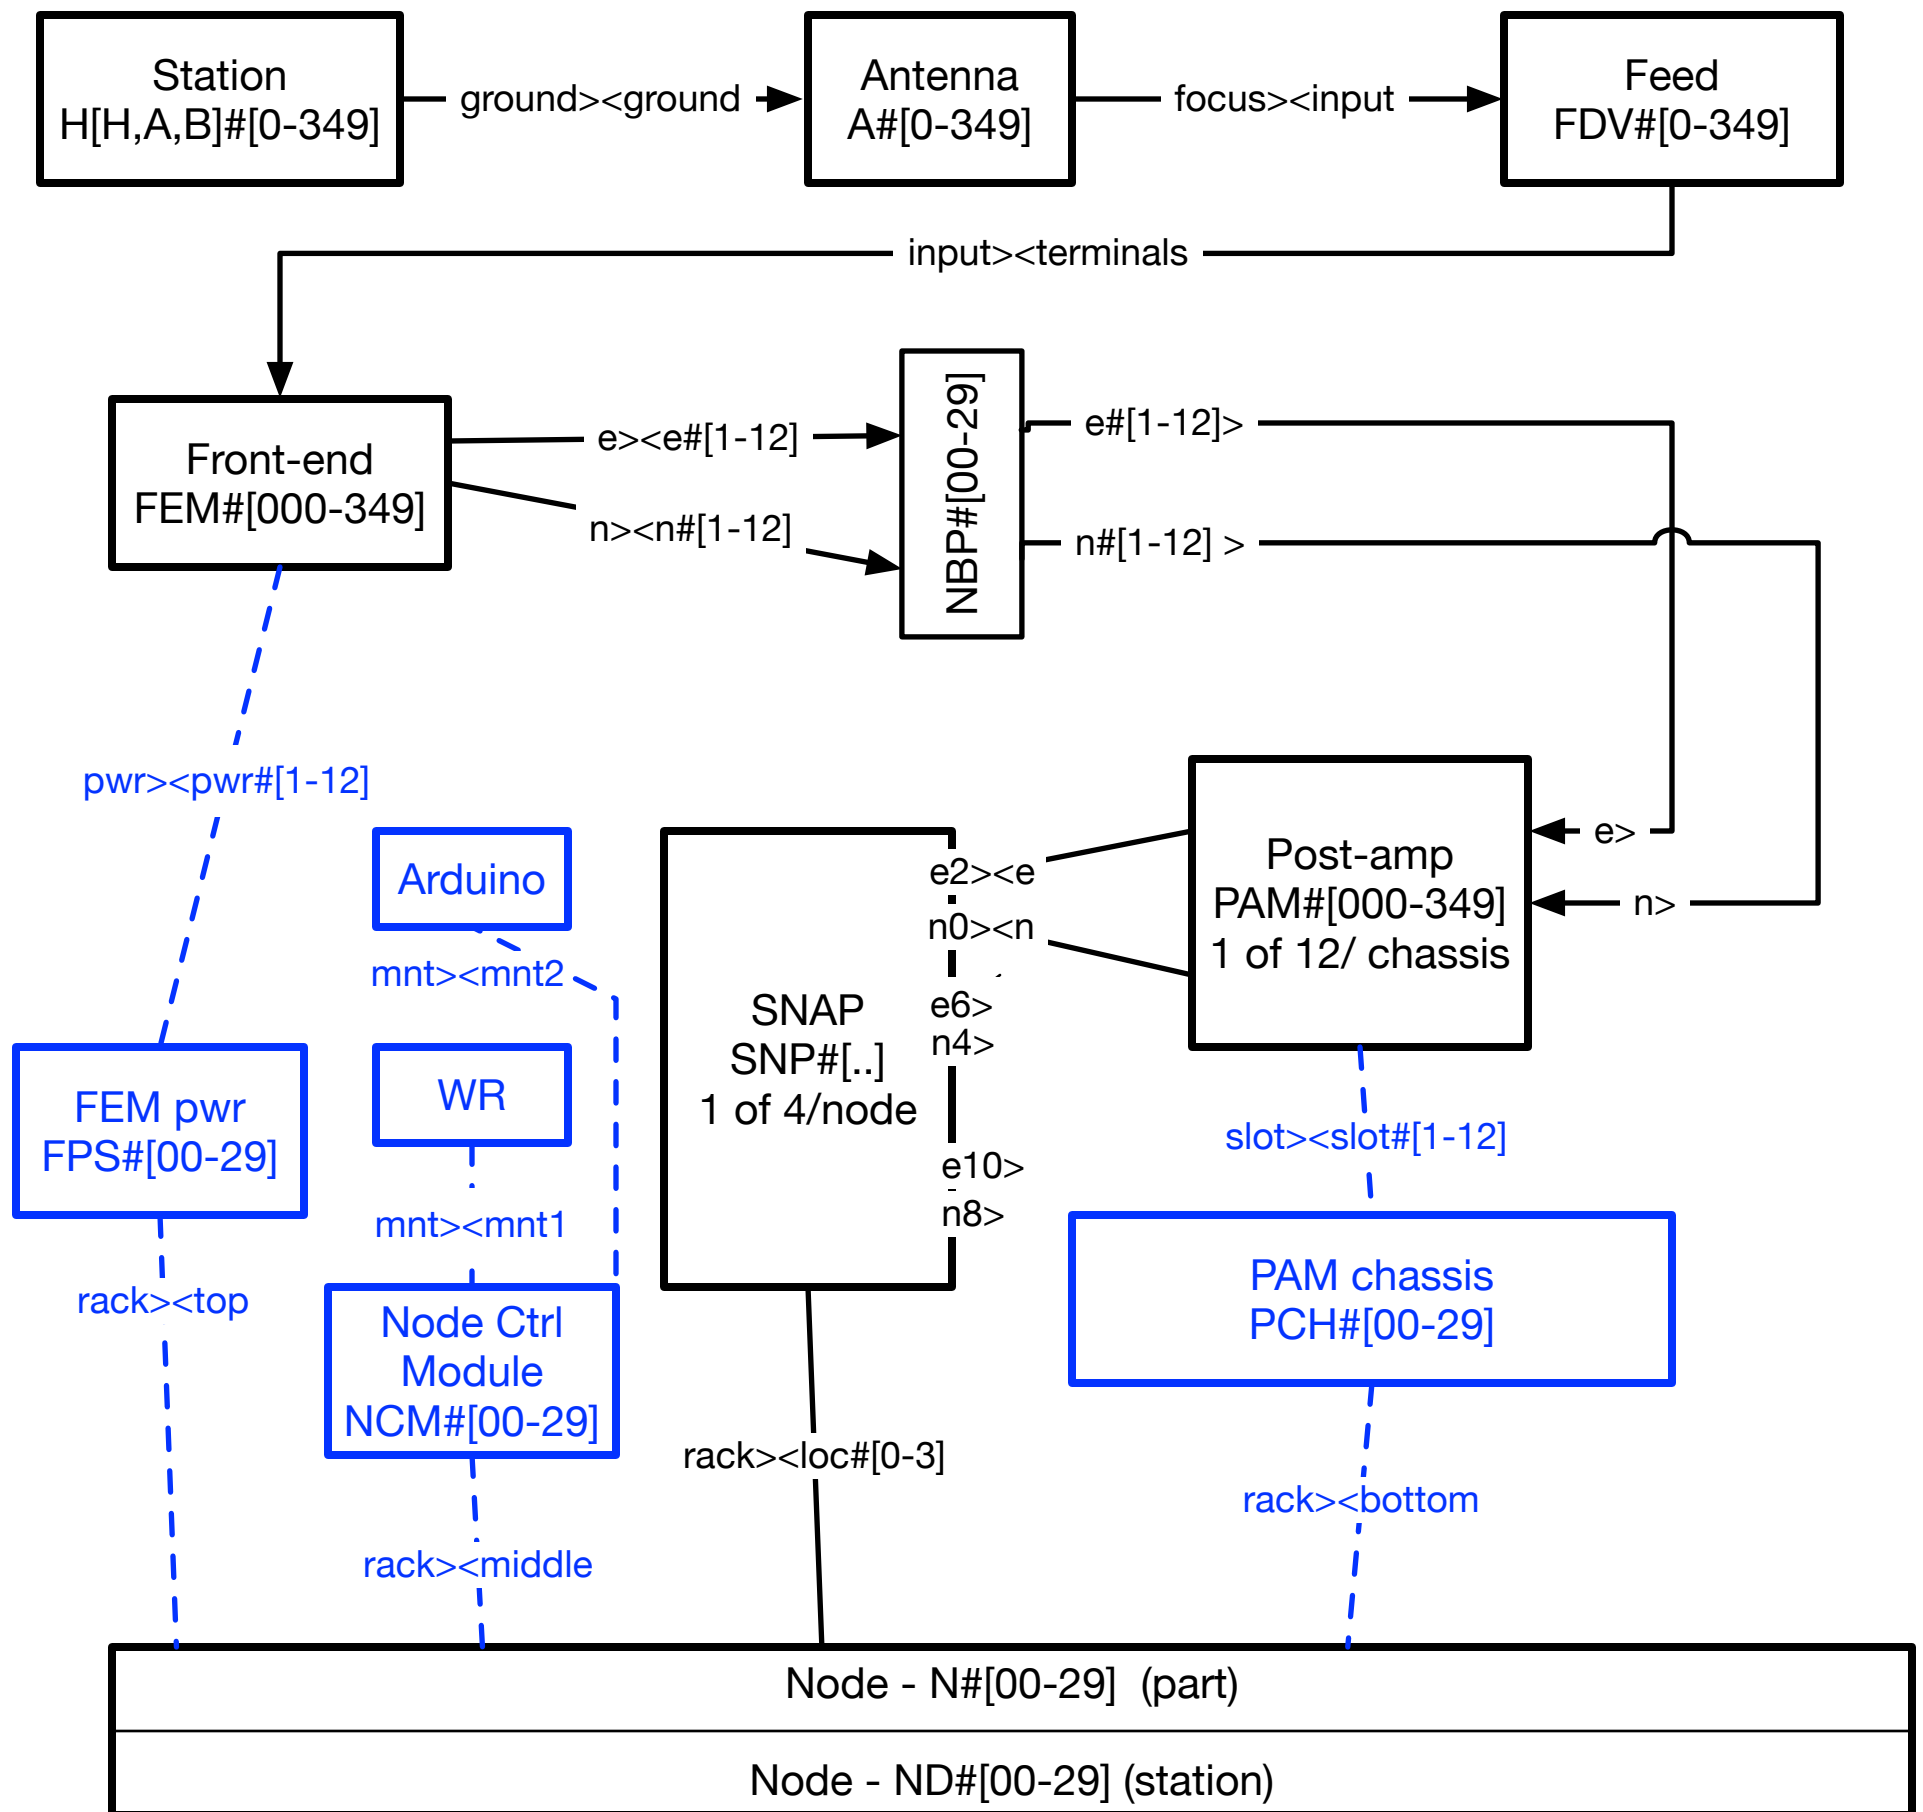 Station
H[H,A,B]#[0-349]
ground><ground
Antenna
A#[0-349]
focus><input
Feed
FDV#[0-349]
input><terminals
Front-end
FEM#[000-349]
e><e#[1-12]
n><n#[1-12]
NBP#[00-29]
e#[1-12]>
n#[1-12] >
pwr><pwr#[1-12]
Arduino
mnt><mnt2
WR
mnt><mnt1
FEM pwr
FPS#[00-29]
rack><top
Node Ctrl
Module
NCM#[00-29]
rack><middle
SNAP
SNP#[..]
1 of 4/node
e2><e
n0><n
e6>
n4>
e10>
n8>
rack><loc#[0-3]
Post-amp
PAM#[000-349]
1 of 12/ chassis
e>
n>
slot><slot#[1-12]
PAM chassis
PCH#[00-29]
rack><bottom
Node - N#[00-29] (part)
Node - ND#[00-29] (station)